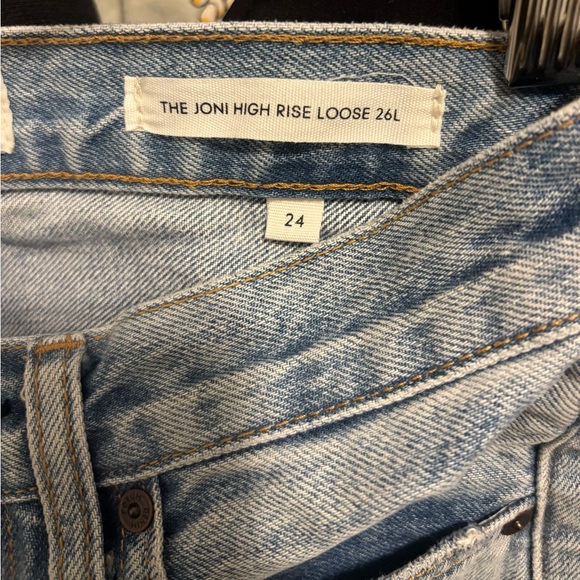 THE JONI HIGH RISE LOOSE 26L
24